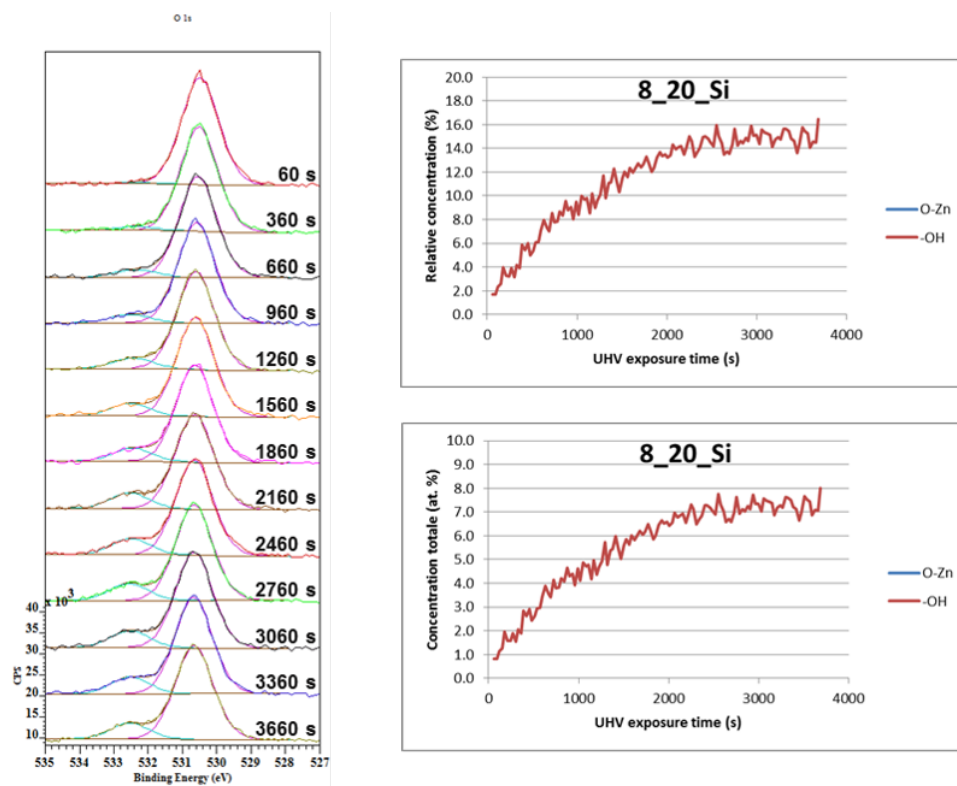 O 1s
60 s
360 s
660 s
960 s
1260 s
1560 s
1860 s
2160 s
2460 s
2760 s
3060 s
3360 s
3660 s
x 10³
40
35
30
25
20
15
10
CPS
535 534 533 532 531 530 529 528 527
Binding Energy (eV)
8_20_Si
20.0
18.0
16.0
14.0
12.0
10.0
8.0
6.0
4.0
2.0
0.0
Relative concentration (%)
0 1000 2000 3000 4000
UHV exposure time (s)
O-Zn
-OH
8_20_Si
10.0
9.0
8.0
7.0
6.0
5.0
4.0
3.0
2.0
1.0
0.0
Concentration totale (at. %)
0 1000 2000 3000 4000
UHV exposure time (s)
O-Zn
-OH